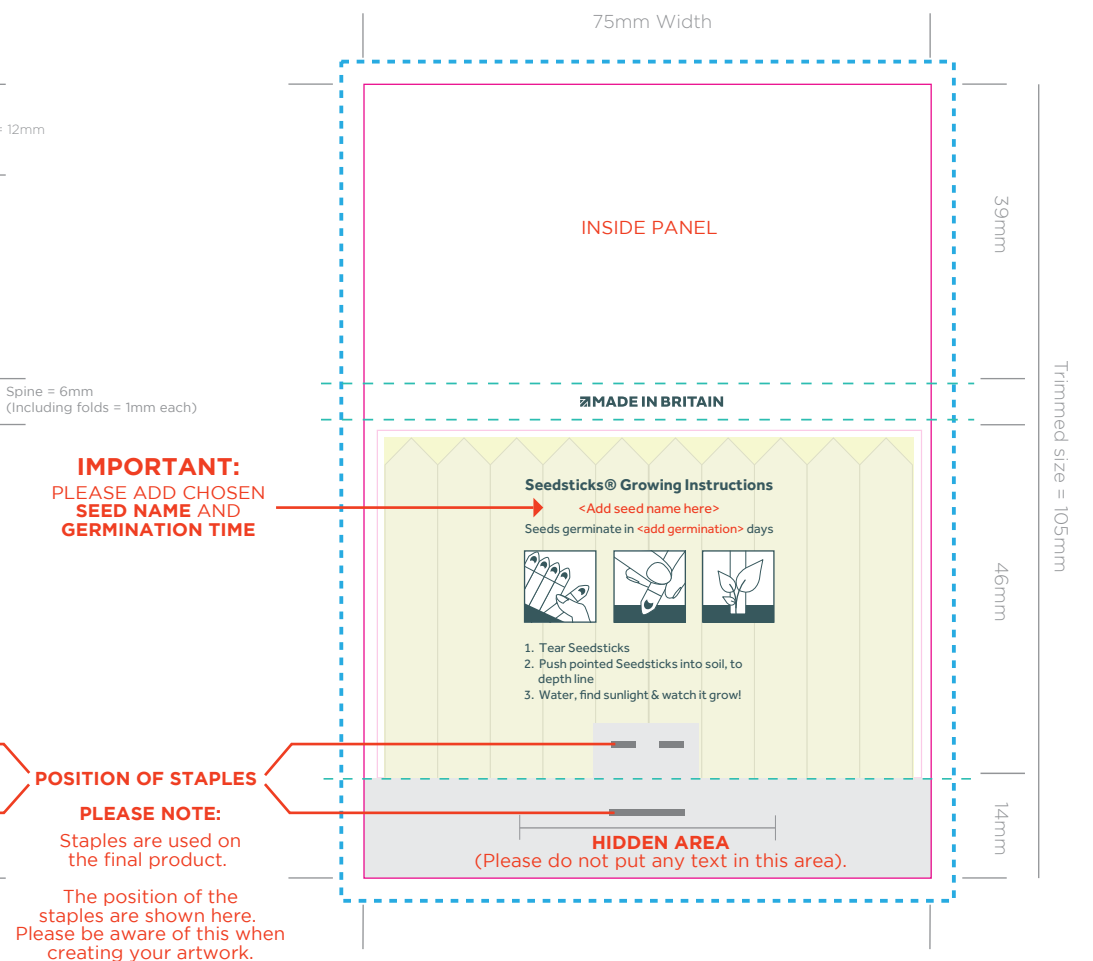 75mm Width
= 12mm
INSIDE PANEL
39mm
Spine = 6mm
(Including folds = 1mm each)
MADE IN BRITAIN
Trimmed size = 105mm
IMPORTANT:
PLEASE ADD CHOSEN
SEED NAME AND
GERMINATION TIME
Seedsticks® Growing Instructions
<Add seed name here>
Seeds germinate in <add germination> days
46mm
1. Tear Seedsticks
2. Push pointed Seedsticks into soil, to
depth line
3. Water, find sunlight & watch it grow!
POSITION OF STAPLES
PLEASE NOTE:
Staples are used on
the final product.
The position of the
staples are shown here.
Please be aware of this when
creating your artwork.
14mm
HIDDEN AREA
(Please do not put any text in this area).